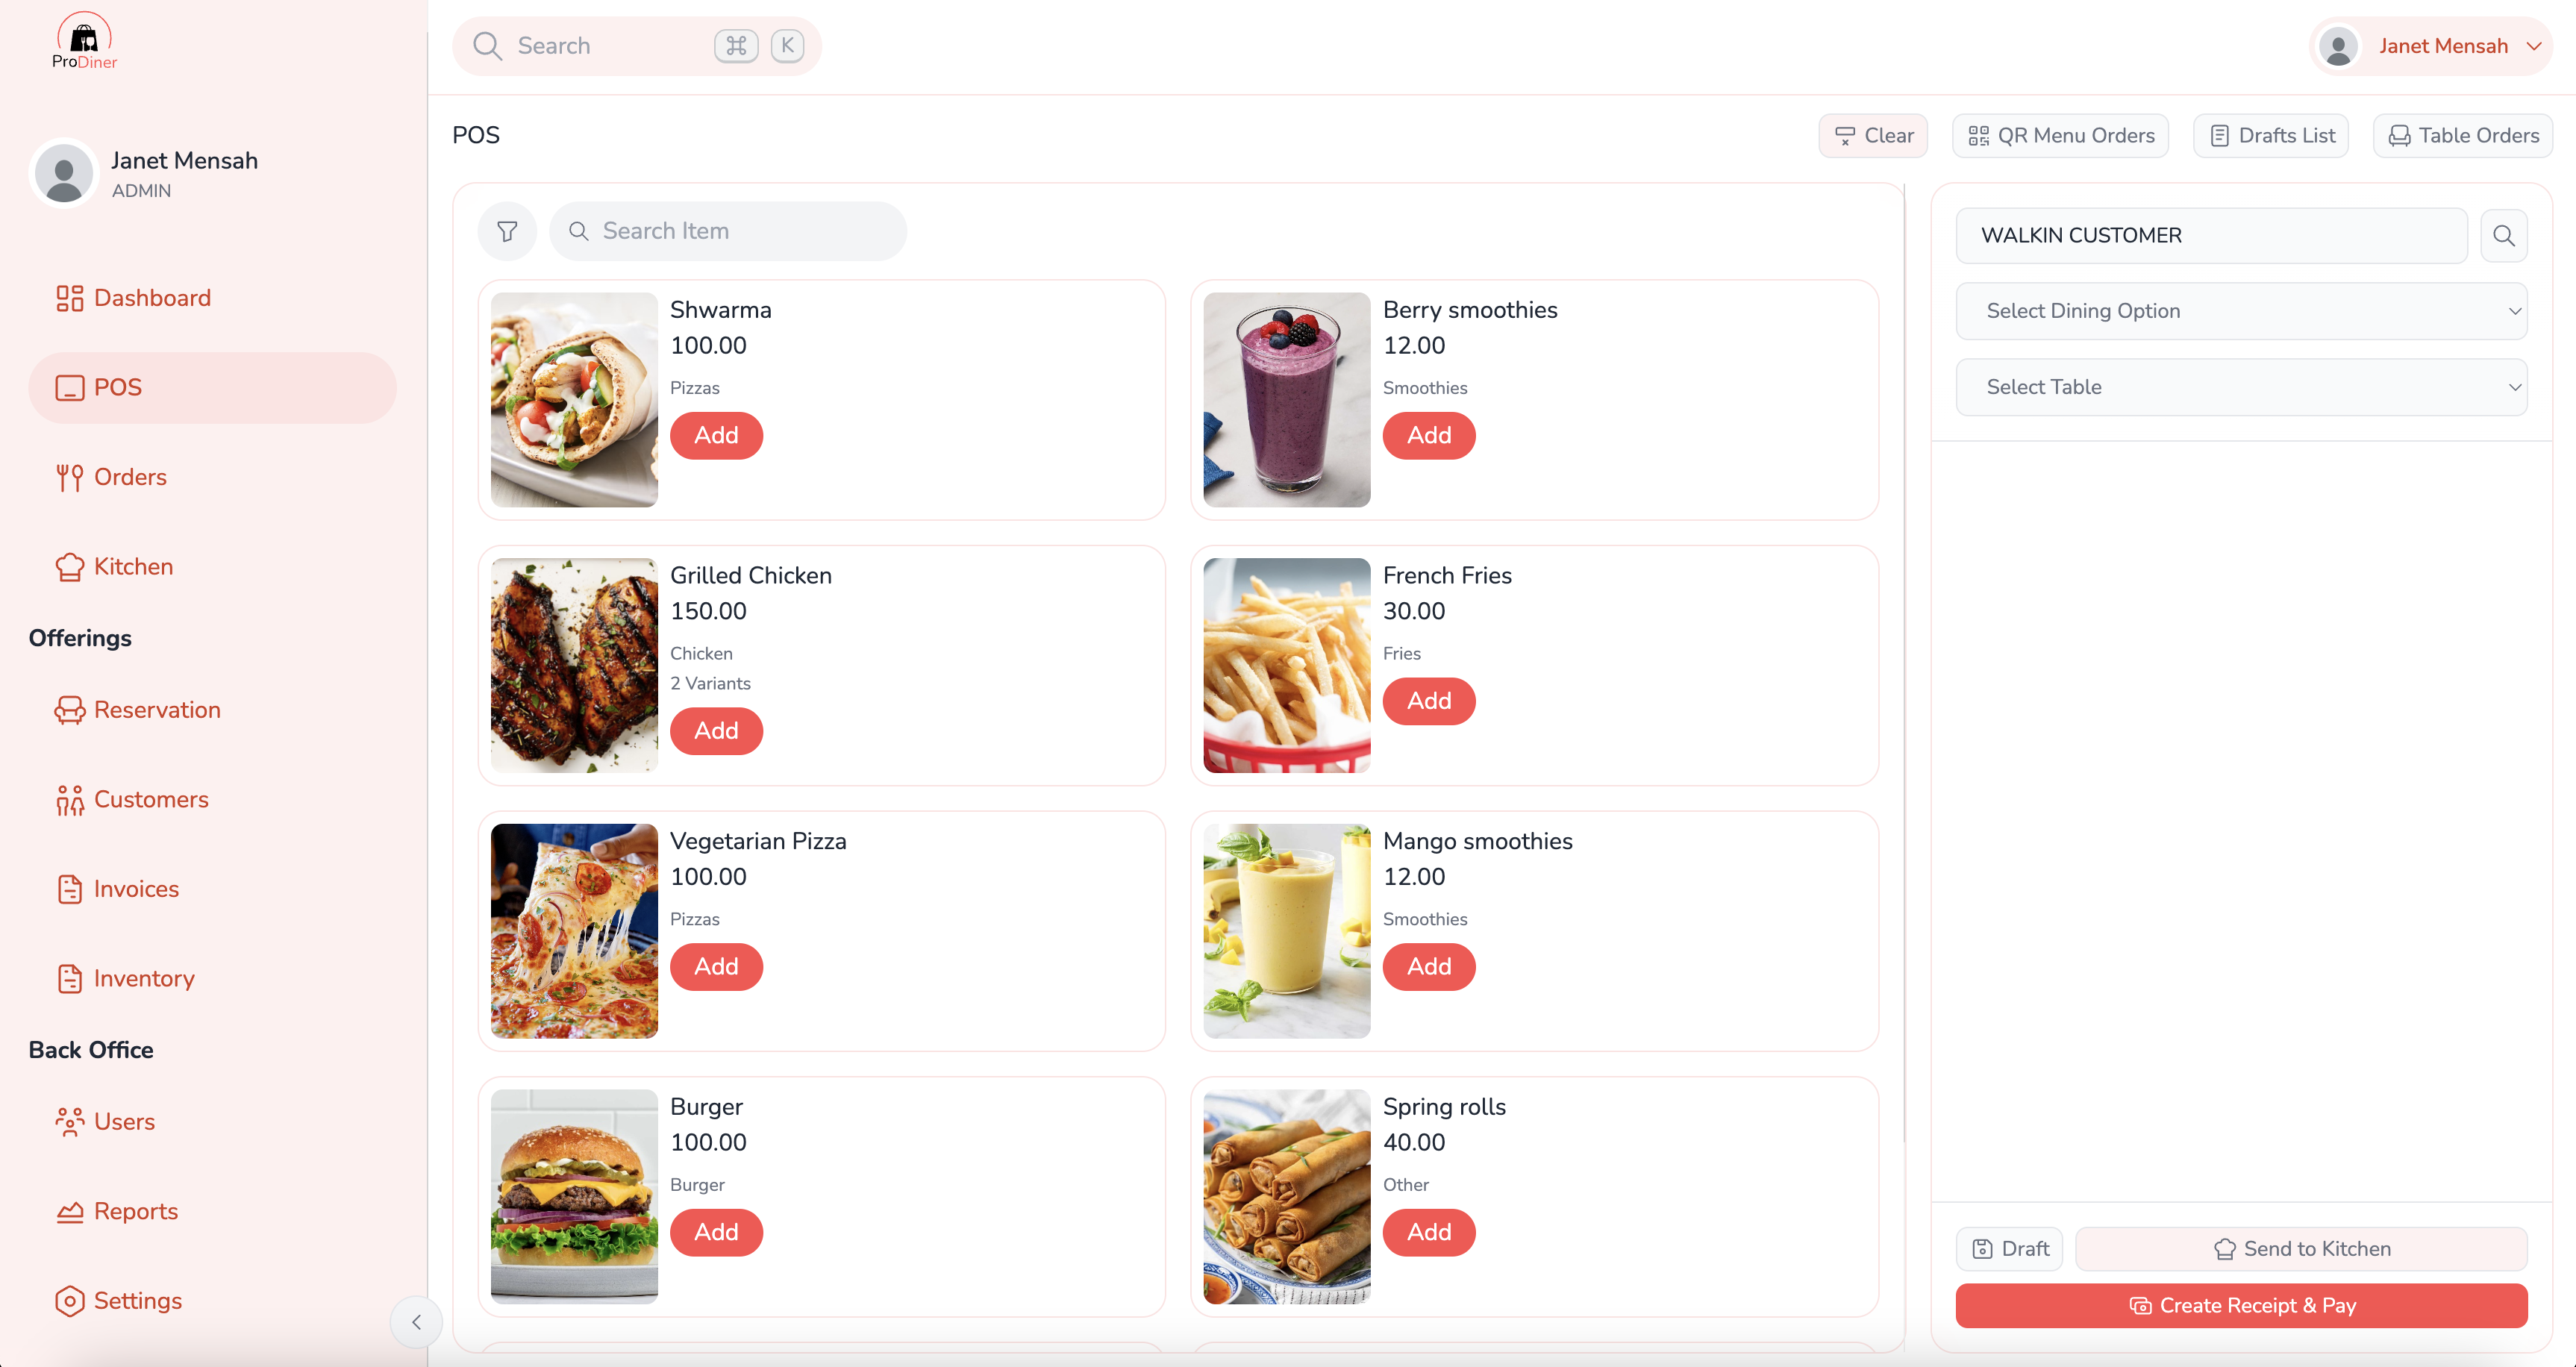 ProDiner
Janet Mensah
ADMIN
Dashboard
POS
Orders
Kitchen
Offerings
Reservation
Customers
Invoices
Inventory
Back Office
Users
Reports
Settings
Search
⌘ K
Janet Mensah
POS
Clear
QR Menu Orders
Drafts List
Table Orders
Search Item
Shwarma
100.00
Pizzas
Add
Berry smoothies
12.00
Smoothies
Add
Grilled Chicken
150.00
Chicken
2 Variants
Add
French Fries
30.00
Fries
Add
Vegetarian Pizza
100.00
Pizzas
Add
Mango smoothies
12.00
Smoothies
Add
Burger
100.00
Burger
Add
Spring rolls
40.00
Other
Add
WALKIN CUSTOMER
Select Dining Option
Select Table
Draft
Send to Kitchen
Create Receipt & Pay